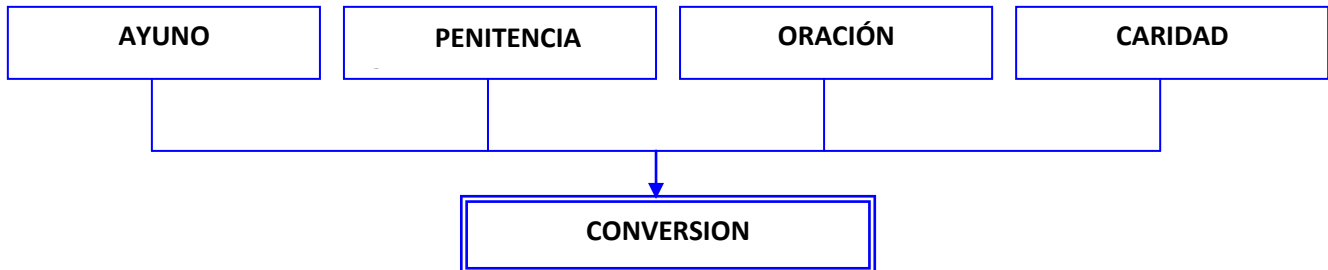 AYUNO
PENITENCIA
ORACIÓN
CARIDAD
CONVERSION